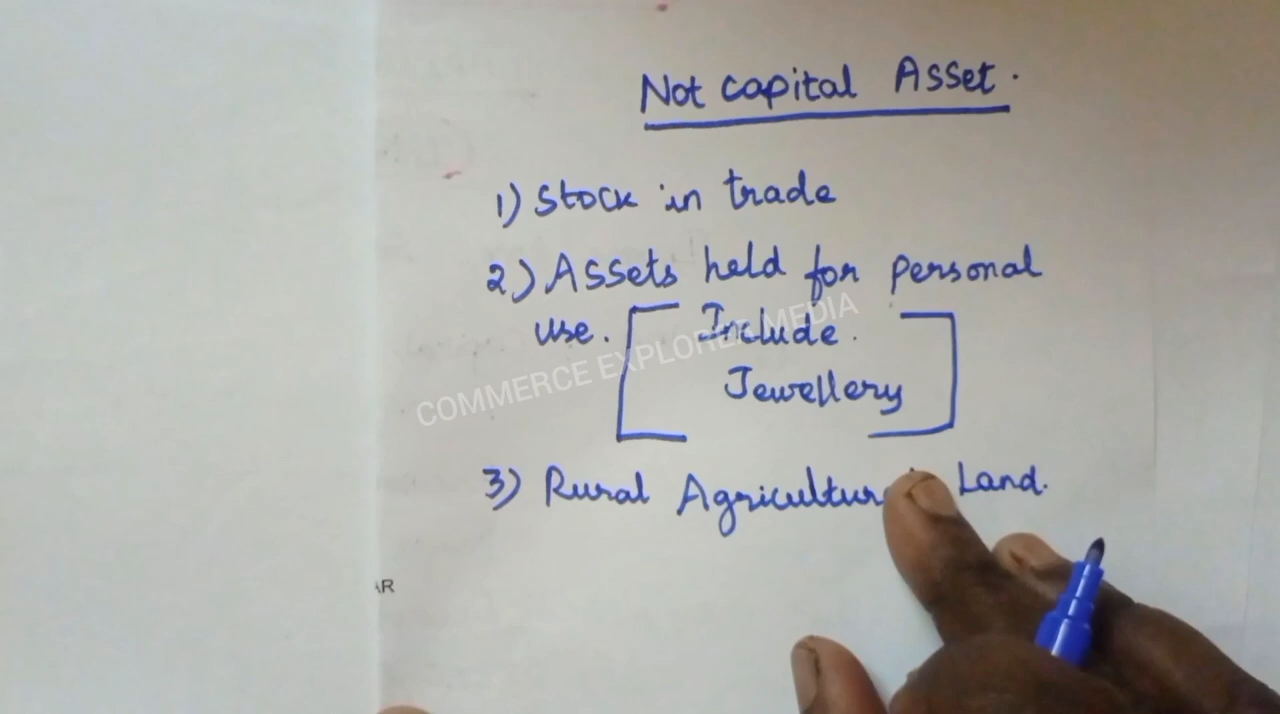 Not capital Asset.
1) Stock in trade
2) Assets held for personal
use. [Include.
Jewellery]
3) Rural Agricultur Land.
COMMERCE EXPLORER MEDIA
AR